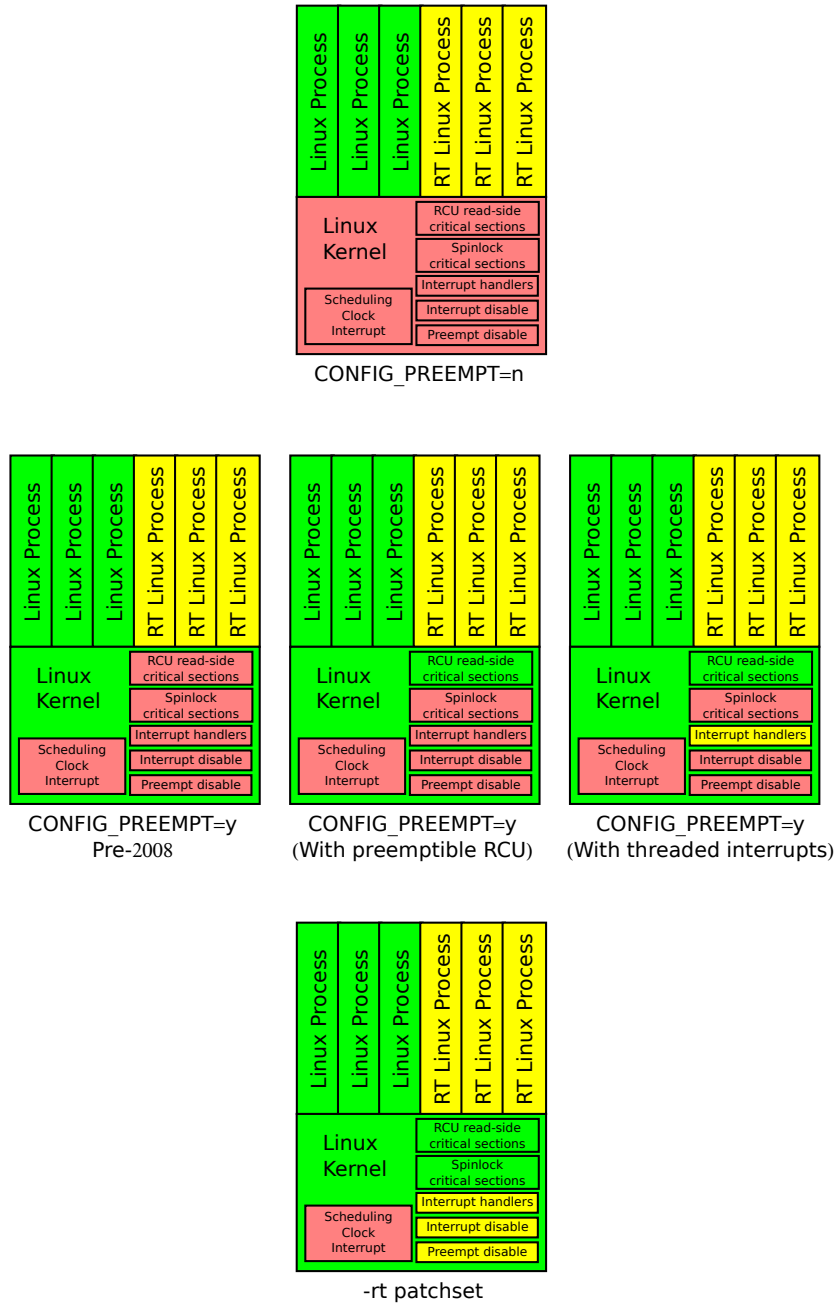 Linux Process
Linux Process
Linux Process
RT Linux Process
RT Linux Process
RT Linux Process
Linux
Kernel
RCU read-side
critical sections
Spinlock
critical sections
Interrupt handlers
Scheduling
Clock
Interrupt
Interrupt disable
Preempt disable
CONFIG_PREEMPT=n
Linux Process
Linux Process
Linux Process
RT Linux Process
RT Linux Process
RT Linux Process
Linux
Kernel
RCU read-side
critical sections
Spinlock
critical sections
Interrupt handlers
Scheduling
Clock
Interrupt
Interrupt disable
Preempt disable
CONFIG_PREEMPT=y
Pre-2008
Linux Process
Linux Process
Linux Process
RT Linux Process
RT Linux Process
RT Linux Process
Linux
Kernel
RCU read-side
critical sections
Spinlock
critical sections
Interrupt handlers
Scheduling
Clock
Interrupt
Interrupt disable
Preempt disable
CONFIG_PREEMPT=y
(With preemptible RCU)
Linux Process
Linux Process
Linux Process
RT Linux Process
RT Linux Process
RT Linux Process
Linux
Kernel
RCU read-side
critical sections
Spinlock
critical sections
Interrupt handlers
Scheduling
Clock
Interrupt
Interrupt disable
Preempt disable
CONFIG_PREEMPT=y
(With threaded interrupts)
Linux Process
Linux Process
Linux Process
RT Linux Process
RT Linux Process
RT Linux Process
Linux
Kernel
RCU read-side
critical sections
Spinlock
critical sections
Interrupt handlers
Scheduling
Clock
Interrupt
Interrupt disable
Preempt disable
-rt patchset